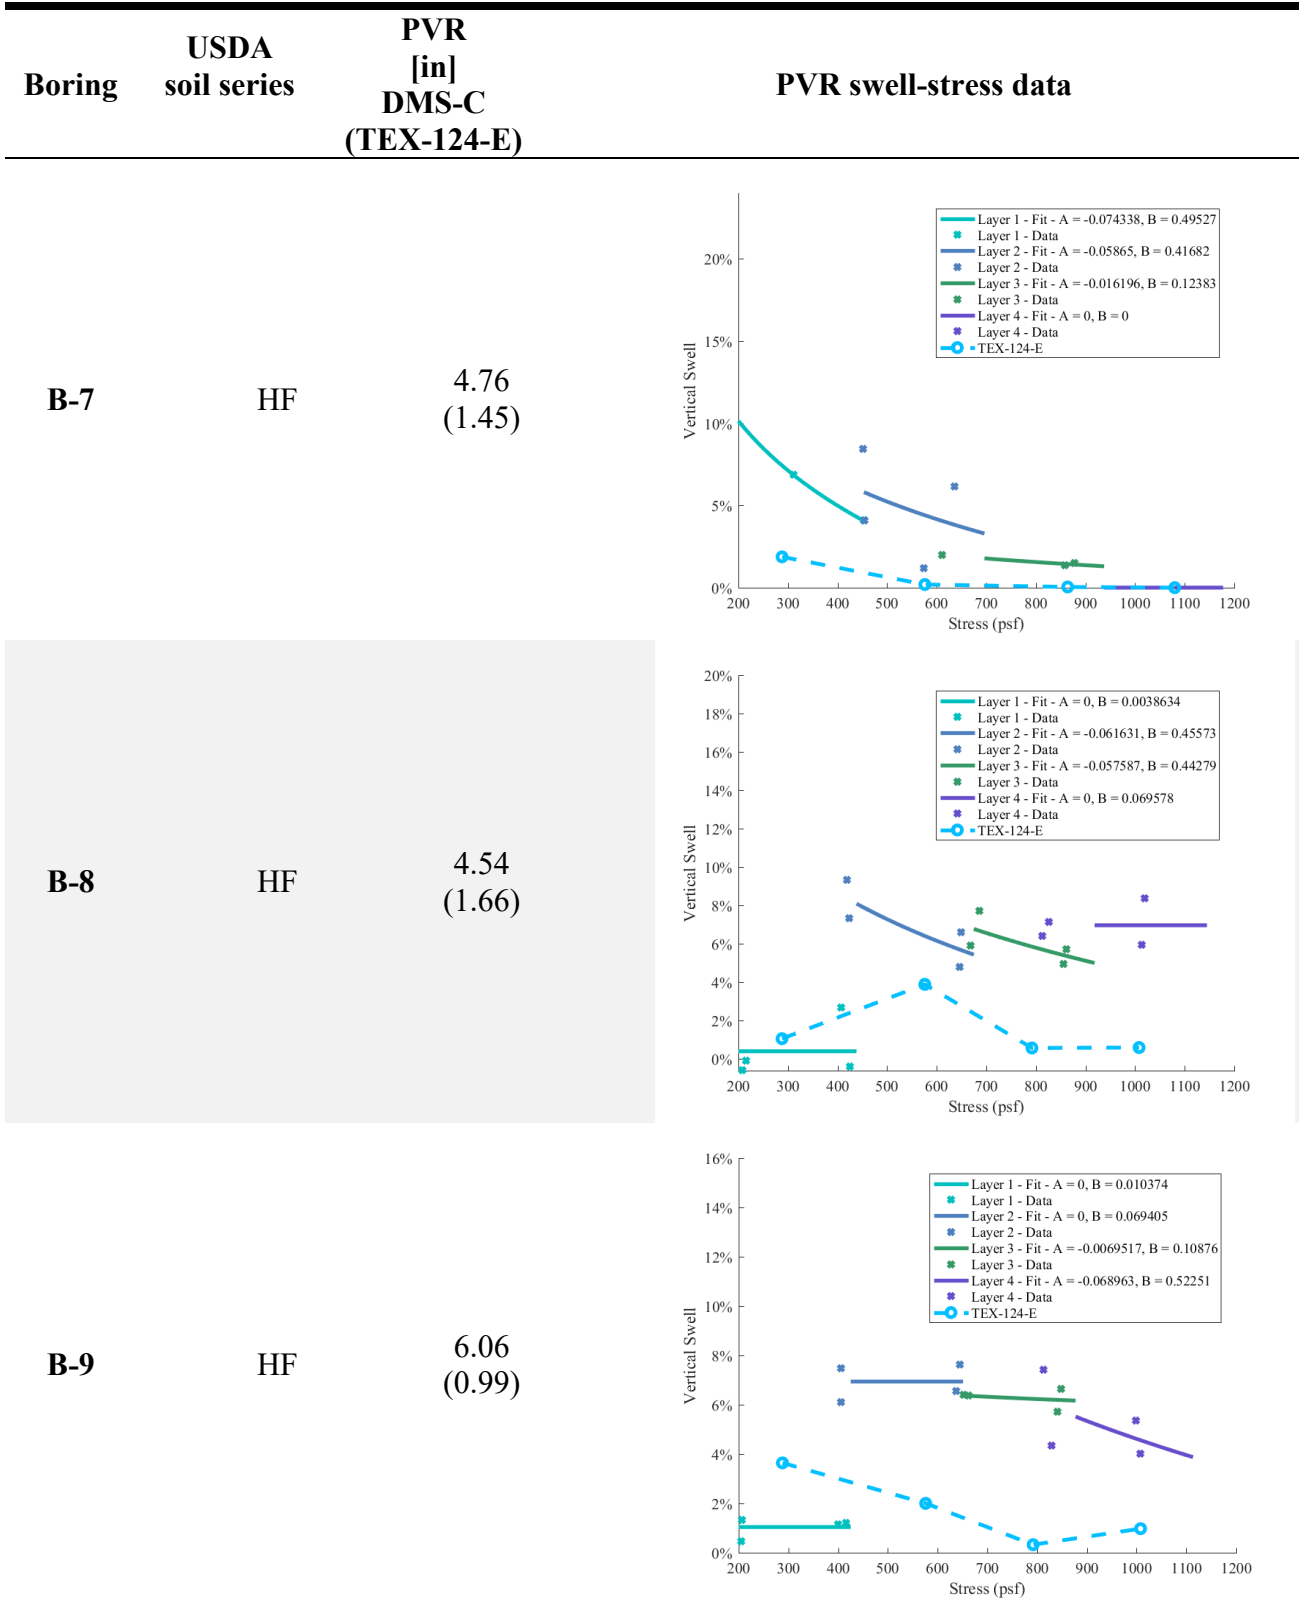 Boring
USDA
soil series
PVR
[in]
DMS-C
(TEX-124-E)
PVR swell-stress data
B-7
HF
4.76
(1.45)
Layer 1 - Fit - A = -0.074338, B = 0.49527
Layer 1 - Data
Layer 2 - Fit - A = -0.05865, B = 0.41682
Layer 2 - Data
Layer 3 - Fit - A = -0.016196, B = 0.12383
Layer 3 - Data
Layer 4 - Fit - A = 0, B = 0
Layer 4 - Data
TEX-124-E
Vertical Swell
20%
15%
10%
5%
0%
200 300 400 500 600 700 800 900 1000 1100 1200
Stress (psf)
B-8
HF
4.54
(1.66)
Layer 1 - Fit - A = 0, B = 0.0038634
Layer 1 - Data
Layer 2 - Fit - A = -0.061631, B = 0.45573
Layer 2 - Data
Layer 3 - Fit - A = -0.057587, B = 0.44279
Layer 3 - Data
Layer 4 - Fit - A = 0, B = 0.069578
Layer 4 - Data
TEX-124-E
Vertical Swell
20%
18%
16%
14%
12%
10%
8%
6%
4%
2%
0%
200 300 400 500 600 700 800 900 1000 1100 1200
Stress (psf)
B-9
HF
6.06
(0.99)
Layer 1 - Fit - A = 0, B = 0.010374
Layer 1 - Data
Layer 2 - Fit - A = 0, B = 0.069405
Layer 2 - Data
Layer 3 - Fit - A = -0.0069517, B = 0.10876
Layer 3 - Data
Layer 4 - Fit - A = -0.068963, B = 0.52251
Layer 4 - Data
TEX-124-E
Vertical Swell
16%
14%
12%
10%
8%
6%
4%
2%
0%
200 300 400 500 600 700 800 900 1000 1100 1200
Stress (psf)